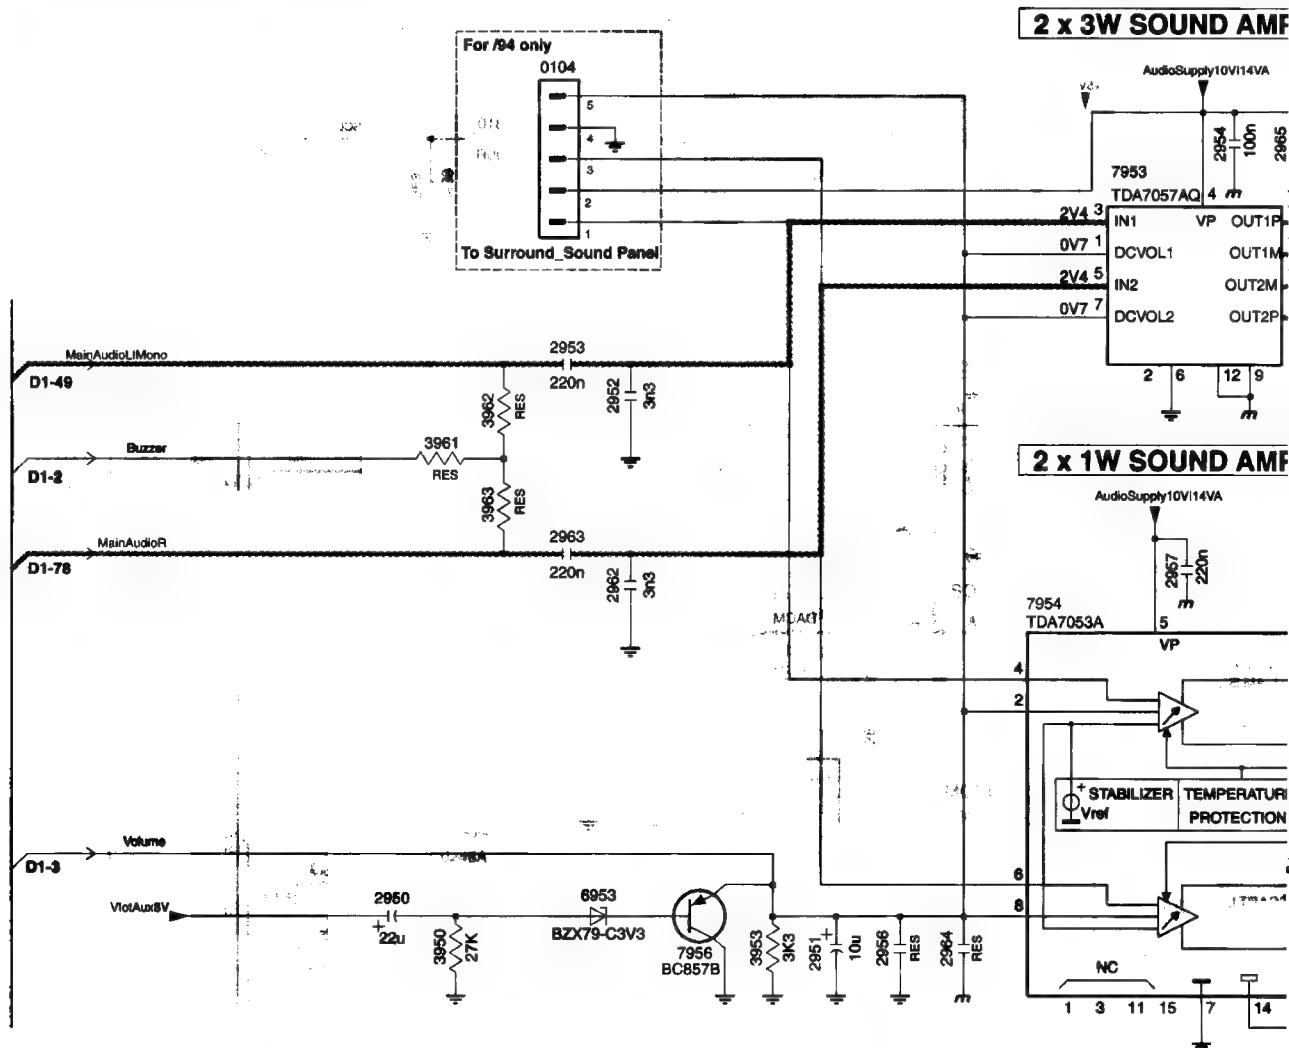 2 x 3W SOUND AMP
For /94 only
0104
5
4
3
2
1
To Surround_Sound Panel
AudioSupply10V|14VA
2954
100n
2965
7953
TDA7057AQ
4
2V4 3 IN1
VP
OUT1P
0V7 1 DCVOL1
OUT1M
2V4 5 IN2
OUT2M
0V7 7 DCVOL2
OUT2P
2
6
12
9
MainAudioL|Mono
D1-49
2953
220n
2952
3n3
3962
RES
Buzzer
D1-2
3961
RES
3963
RES
MainAudioR
D1-78
2963
220n
2962
3n3
2 x 1W SOUND AMP
AudioSupply10V|14VA
2957
220n
7954
TDA7053A
5
VP
4
2
+
STABILIZER
Vref
TEMPERATURE
PROTECTION
6
8
Volume
D1-3
VlotAux8V
2950
+
22u
3950
27K
6953
BZX79-C3V3
7956
BC857B
3953
3K3
2951
+
10u
2956
RES
2964
RES
NC
1
3
11
15
7
14